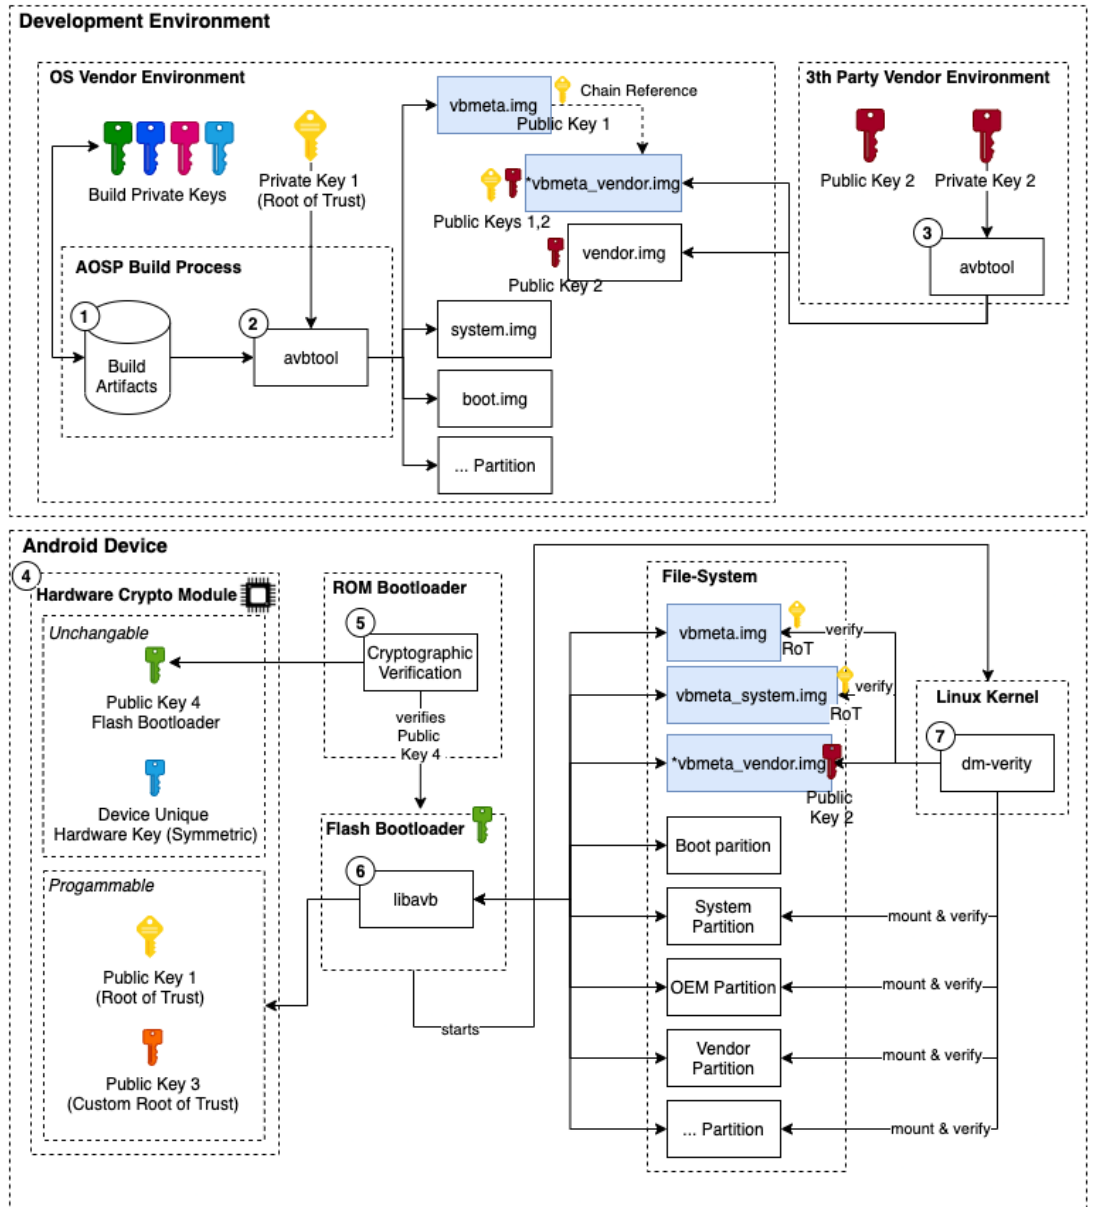 Development Environment
OS Vendor Environment
Build Private Keys
Private Key 1
(Root of Trust)
AOSP Build Process
1
Build
Artifacts
2
avbtool
vbmeta.img
Chain Reference
Public Key 1
*vbmeta_vendor.img
Public Keys 1,2
vendor.img
Public Key 2
system.img
boot.img
... Partition
3th Party Vendor Environment
Public Key 2
Private Key 2
3
avbtool
Android Device
4
Hardware Crypto Module
Unchangable
Public Key 4
Flash Bootloader
Device Unique
Hardware Key (Symmetric)
Progammable
Public Key 1
(Root of Trust)
Public Key 3
(Custom Root of Trust)
ROM Bootloader
5
Cryptographic
Verification
verifies
Public
Key 4
Flash Bootloader
6
libavb
starts
File-System
vbmeta.img
RoT
verify
vbmeta_system.img
RoT
verify
*vbmeta_vendor.img
Public
Key 2
Boot parition
System
Partition
mount & verify
OEM Partition
mount & verify
Vendor
Partition
mount & verify
... Partition
mount & verify
Linux Kernel
7
dm-verity